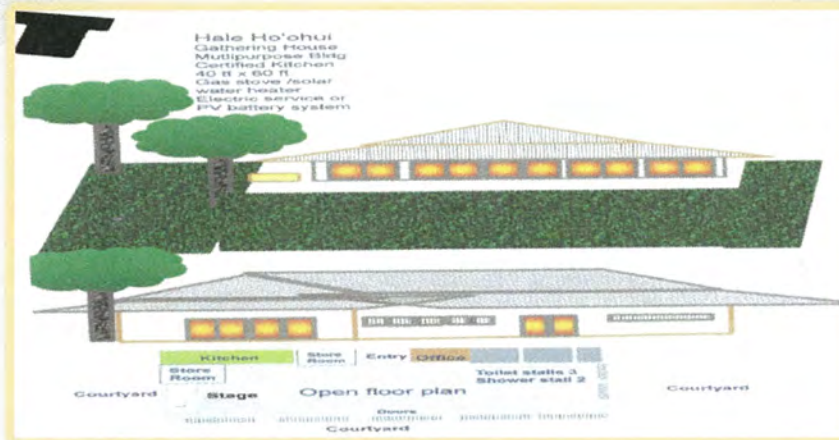 Hale Ho'ohui
Gathering House
Mutlipurpose Bldg
Certified Kitchen
40 ft x 60 ft
Gas stove /solar
water heater
Electric service or
PV battery system
Kitchen
Store
Room
Entry
Office
Store
Room
Toilet stalls 3
Shower stall 2
Courtyard
Stage
Open floor plan
Courtyard
Doors
Courtyard